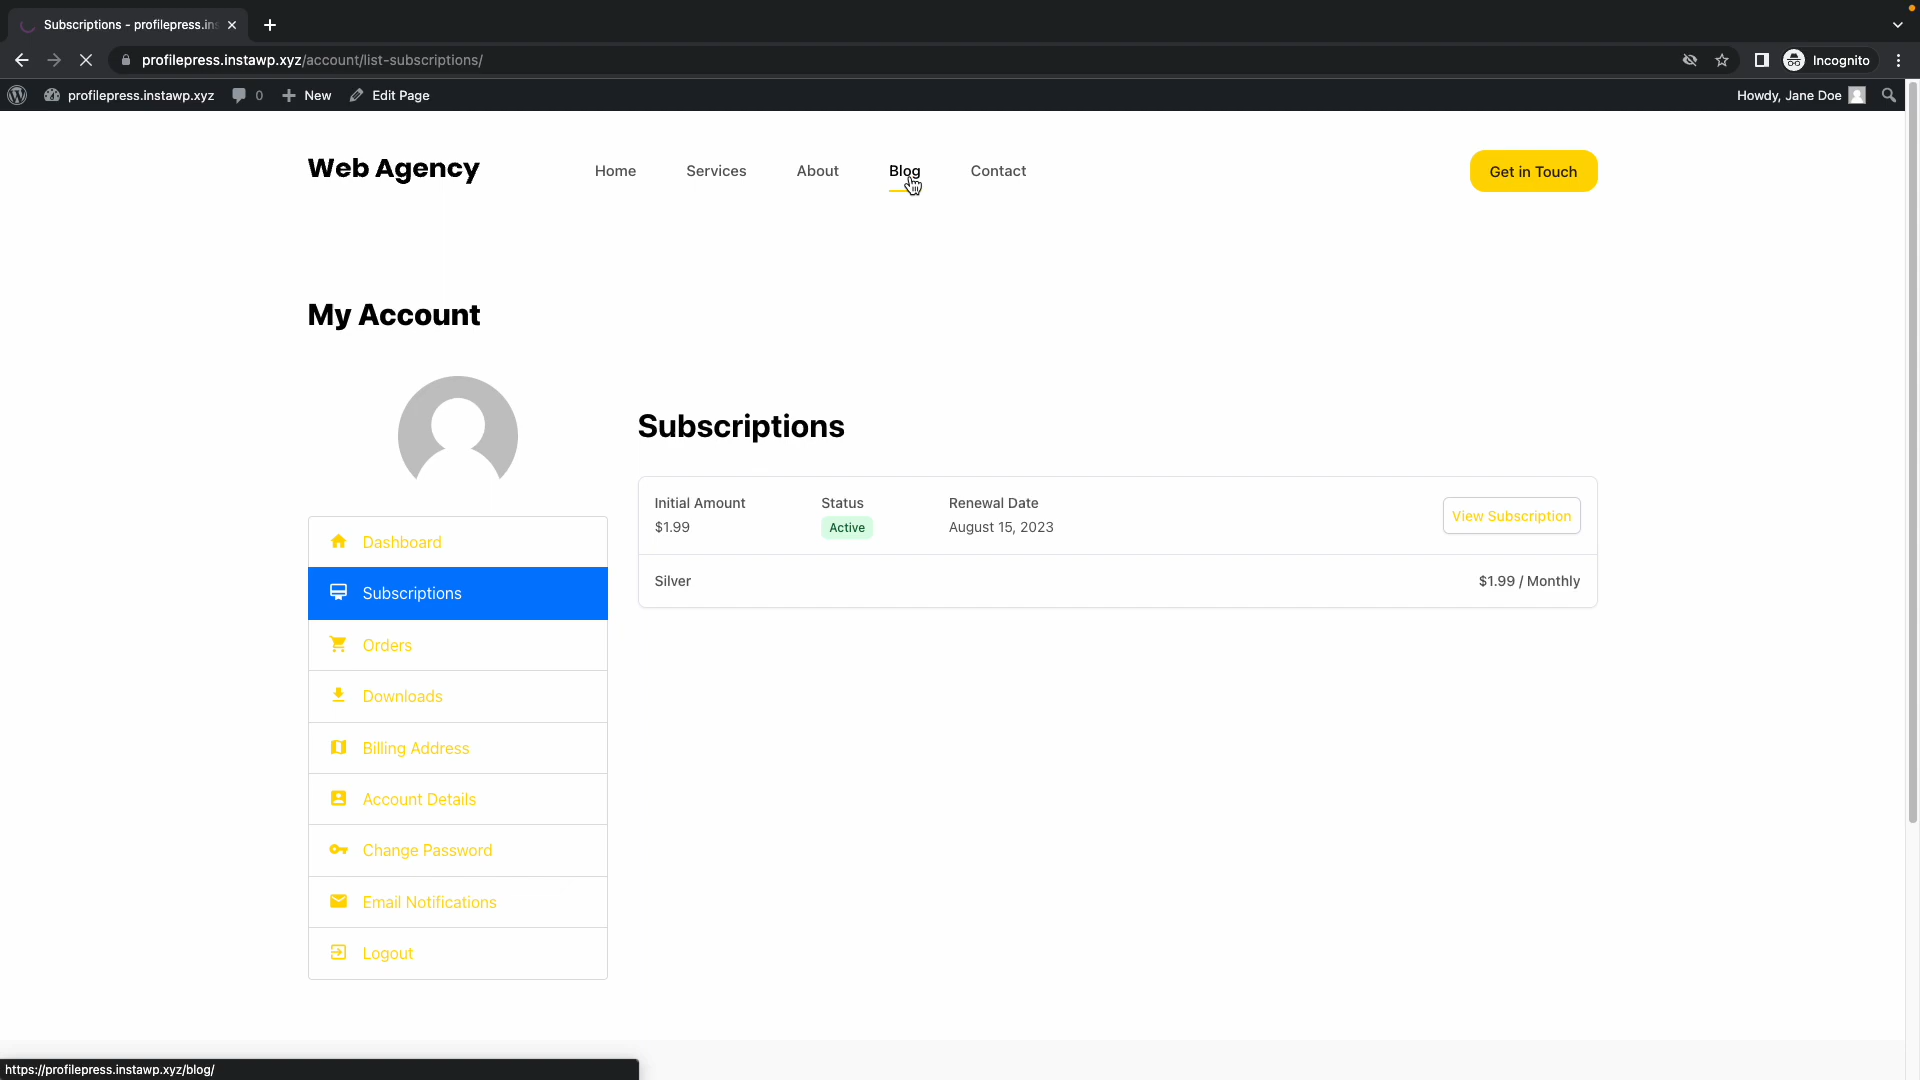 Subscriptions - profilepress.ins
profilepress.instawp.xyz/account/list-subscriptions/
Incognito
profilepress.instawp.xyz
0
New
Edit Page
Howdy, Jane Doe
Web Agency
Home
Services
About
Blog
Contact
Get in Touch
My Account
Dashboard
Subscriptions
Orders
Downloads
Billing Address
Account Details
Change Password
Email Notifications
Logout
Subscriptions
Initial Amount
$1.99
Status
Active
Renewal Date
August 15, 2023
View Subscription
Silver
$1.99 / Monthly
https://profilepress.instawp.xyz/blog/